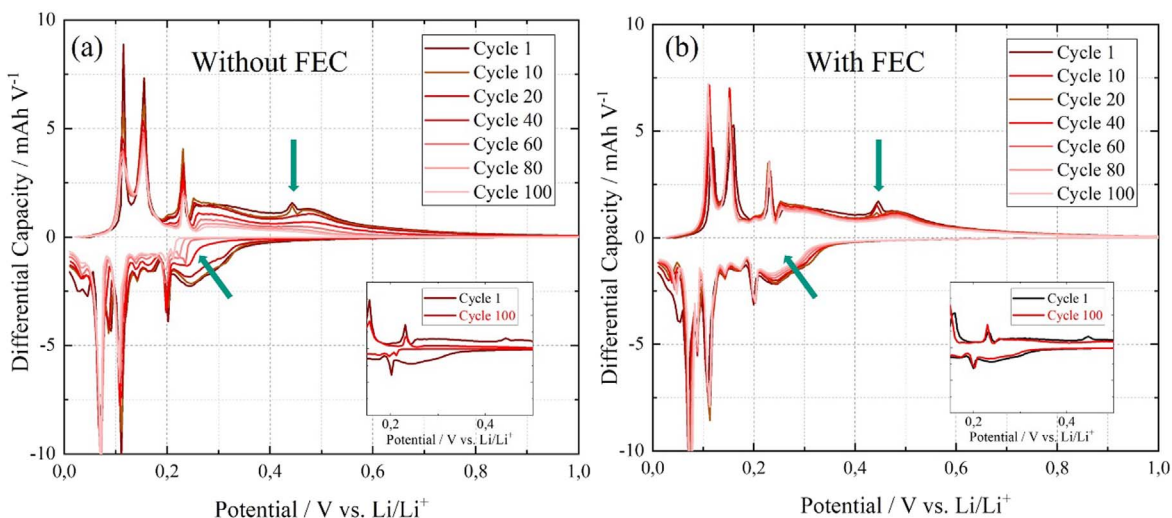 (a)
Without FEC
Cycle 1
Cycle 10
Cycle 20
Cycle 40
Cycle 60
Cycle 80
Cycle 100
10
5
0
-5
-10
Differential Capacity / mAh V⁻¹
0,0 0,2 0,4 0,6 0,8 1,0
Potential / V vs. Li/Li⁺
Cycle 1
Cycle 100
0,2 0,4
Potential / V vs. Li/Li⁺
(b)
With FEC
Cycle 1
Cycle 10
Cycle 20
Cycle 40
Cycle 60
Cycle 80
Cycle 100
10
5
0
-5
-10
Differential Capacity / mAh V⁻¹
0,0 0,2 0,4 0,6 0,8 1,0
Potential / V vs. Li/Li⁺
Cycle 1
Cycle 100
0,2 0,4
Potential / V vs. Li/Li⁺